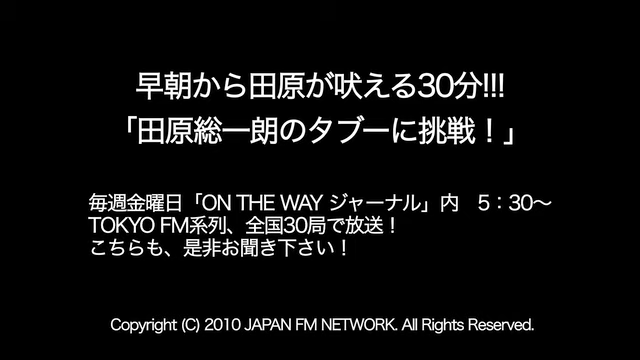 早朝から田原が吠える30分!!!
「田原総一朗のタブーに挑戦！」
毎週金曜日「ON THE WAY ジャーナル」内　5：30〜
TOKYO FM系列、全国30局で放送！
こちらも、是非お聞き下さい！
Copyright (C) 2010 JAPAN FM NETWORK. All Rights Reserved.